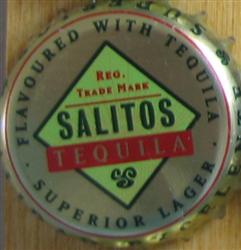 · FLAVOURED WITH TEQUILA ·
REG.
TRADE MARK
SALITOS
TEQUILA
SUPERIOR LAGER